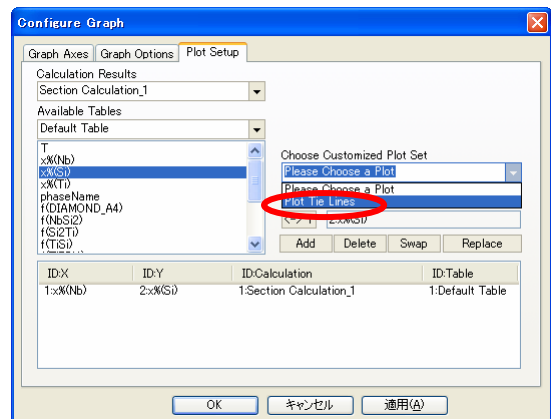 Configure Graph
Graph Axes Graph Options Plot Setup
Calculation Results
Section Calculation_1
Available Tables
Default Table
T
x%(Nb)
x%(Si)
x%(Ti)
phaseName
f(DIAMOND_A4)
f(NbSi2)
f(Si2Ti)
f(TiSi)
Choose Customized Plot Set
Please Choose a Plot
Please Choose a Plot
Plot Tie Lines
2:x%(Si)
Add Delete Swap Replace
ID:X ID:Y ID:Calculation ID:Table
1:x%(Nb) 2:x%(Si) 1:Section Calculation_1 1:Default Table
OK キャンセル 適用(A)